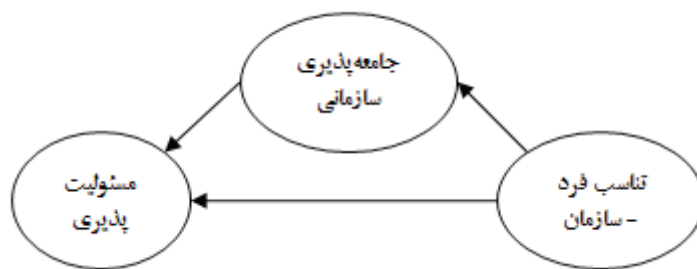 جامعه‌پذیری
سازمانی
تناسب فرد
- سازمان
مسئولیت
پذیری